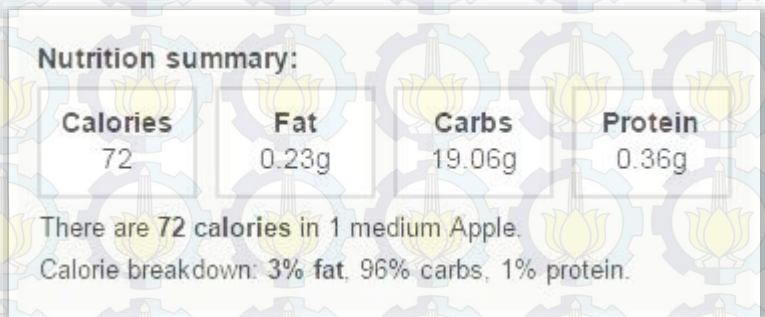 Nutrition summary:
Calories Fat Carbs Protein
72 0.23g 19.06g 0.36g
There are 72 calories in 1 medium Apple.
Calorie breakdown: 3% fat, 96% carbs, 1% protein.